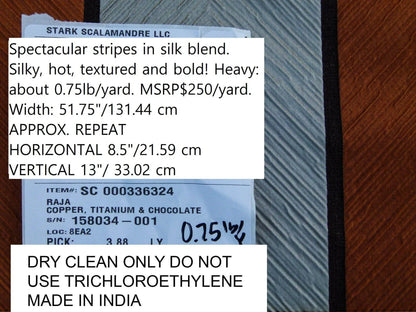 STARK SCALAMANDRE LLC
Spectacular stripes in silk blend.
Silky, hot, textured and bold! Heavy:
about 0.75lb/yard. MSRP$250/yard.
Width: 51.75"/131.44 cm
APPROX. REPEAT
HORIZONTAL 8.5"/21.59 cm
VERTICAL 13"/ 33.02 cm
ITEM#: SC 000336324
RAJA
COPPER, TITANIUM & CHOCOLATE
S/N: 158034-001
LOC: 8EA2
PICK: 3.88 LY
0.75 lb/
DRY CLEAN ONLY DO NOT
USE TRICHLOROETHYLENE
MADE IN INDIA